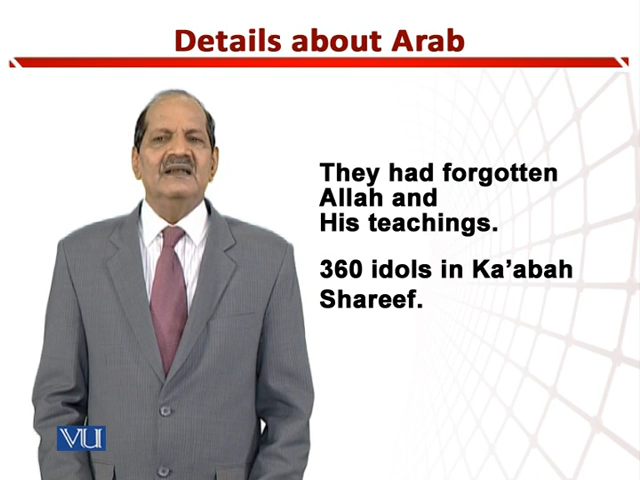 Details about Arab
They had forgotten
Allah and
His teachings.
360 idols in Ka’abah
Shareef.
VU